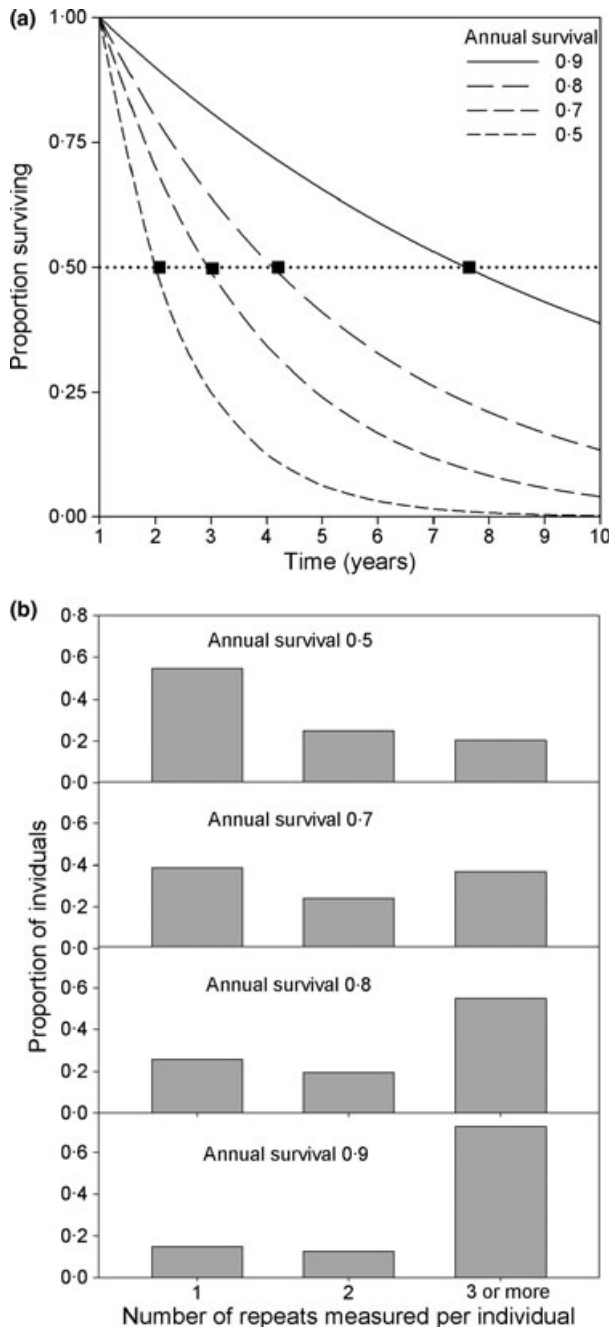 (a)
1·00
0·75
0·50
0·25
0·00
Proportion surviving
Annual survival
0·9
0·8
0·7
0·5
1 2 3 4 5 6 7 8 9 10
Time (years)
(b)
0·8
0·6
0·4
0·2
0·0
Annual survival 0·5
0·6
0·4
0·2
0·0
Annual survival 0·7
0·6
0·4
0·2
0·0
Annual survival 0·8
0·6
0·4
0·2
0·0
Annual survival 0·9
Proportion of inviduals
1 2 3 or more
Number of repeats measured per individual